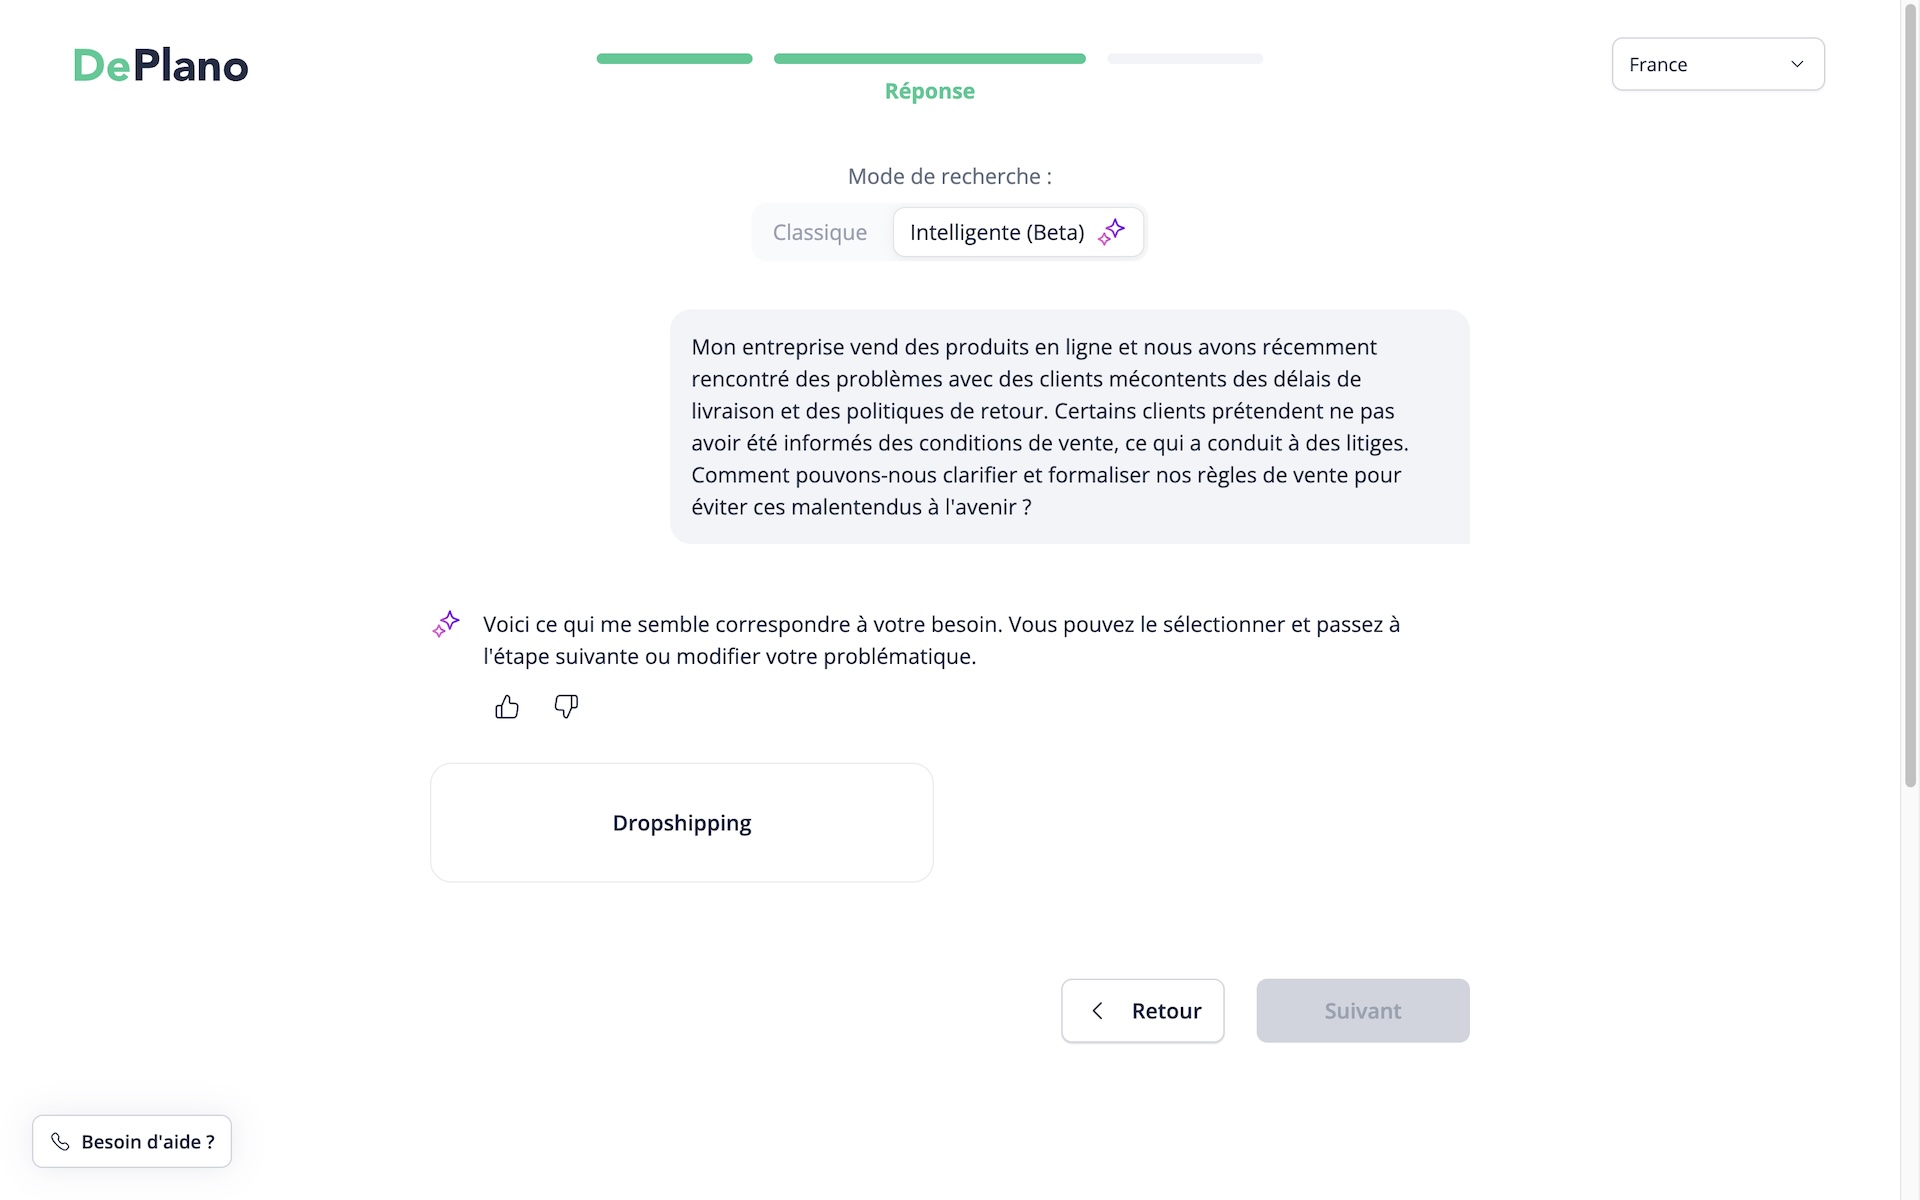 DePlano
Réponse
France
Mode de recherche :
Classique
Intelligente (Beta)
Mon entreprise vend des produits en ligne et nous avons récemment
rencontré des problèmes avec des clients mécontents des délais de
livraison et des politiques de retour. Certains clients prétendent ne pas
avoir été informés des conditions de vente, ce qui a conduit à des litiges.
Comment pouvons-nous clarifier et formaliser nos règles de vente pour
éviter ces malentendus à l'avenir ?
Voici ce qui me semble correspondre à votre besoin. Vous pouvez le sélectionner et passez à
l'étape suivante ou modifier votre problématique.
Dropshipping
Retour
Suivant
Besoin d'aide ?